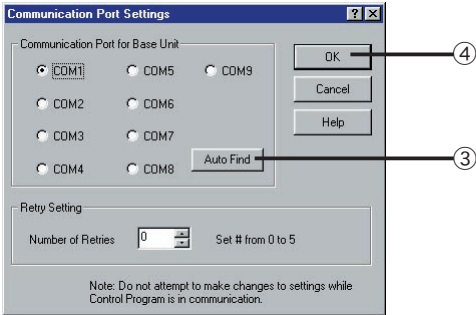 Communication Port Settings
Communication Port for Base Unit
COM1 COM5 COM9
COM2 COM6
COM3 COM7
COM4 COM8
Auto Find
OK
Cancel
Help
④
③
Retry Setting
Number of Retries 0 Set # from 0 to 5
Note: Do not attempt to make changes to settings while
Control Program is in communication.